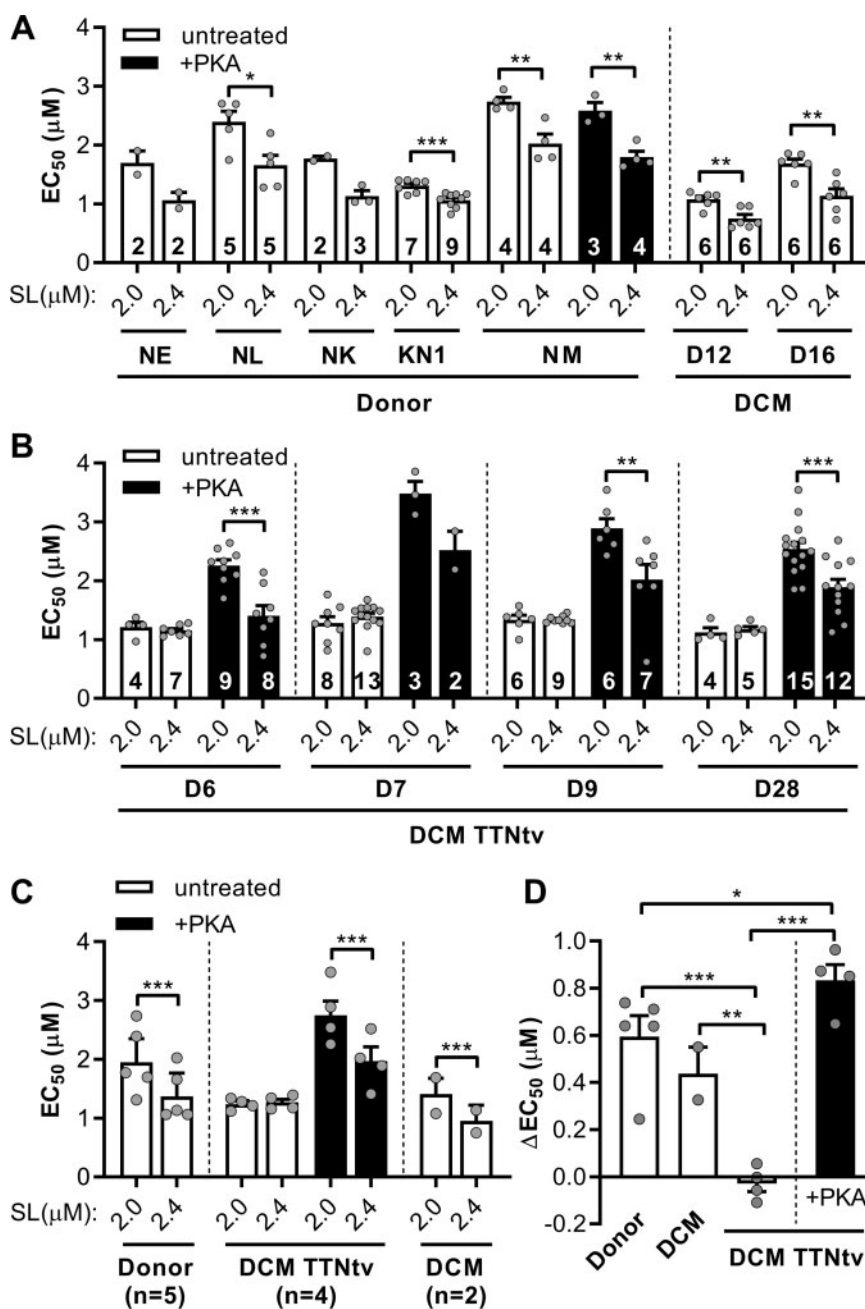 A
untreated
+PKA
EC50 (μM)
4
3
2
1
0
* *** ** ** ** **
2 2 5 5 2 3 7 9 4 4 3 4 6 6 6 6
SL(μM): 2.0 2.4 2.0 2.4 2.0 2.4 2.0 2.4 2.0 2.4 2.0 2.4 2.0 2.4 2.0 2.4
NE NL NK KN1 NM D12 D16
Donor DCM
B
untreated
+PKA
EC50 (μM)
4
3
2
1
0
*** ** ***
4 7 9 8 8 13 3 2 6 9 6 7 4 5 15 12
SL(μM): 2.0 2.4 2.0 2.4 2.0 2.4 2.0 2.4 2.0 2.4 2.0 2.4 2.0 2.4 2.0 2.4
D6 D7 D9 D28
DCM TTNtv
C
untreated
+PKA
EC50 (μM)
4
3
2
1
0
*** *** ***
SL(μM): 2.0 2.4 2.0 2.4 2.0 2.4 2.0 2.4
Donor DCM TTNtv DCM
(n=5) (n=4) (n=2)
D
ΔEC50 (μM)
1.0
0.8
0.6
0.4
0.2
0.0
-0.2
*
***
***
**
+PKA
Donor DCM DCM TTNtv